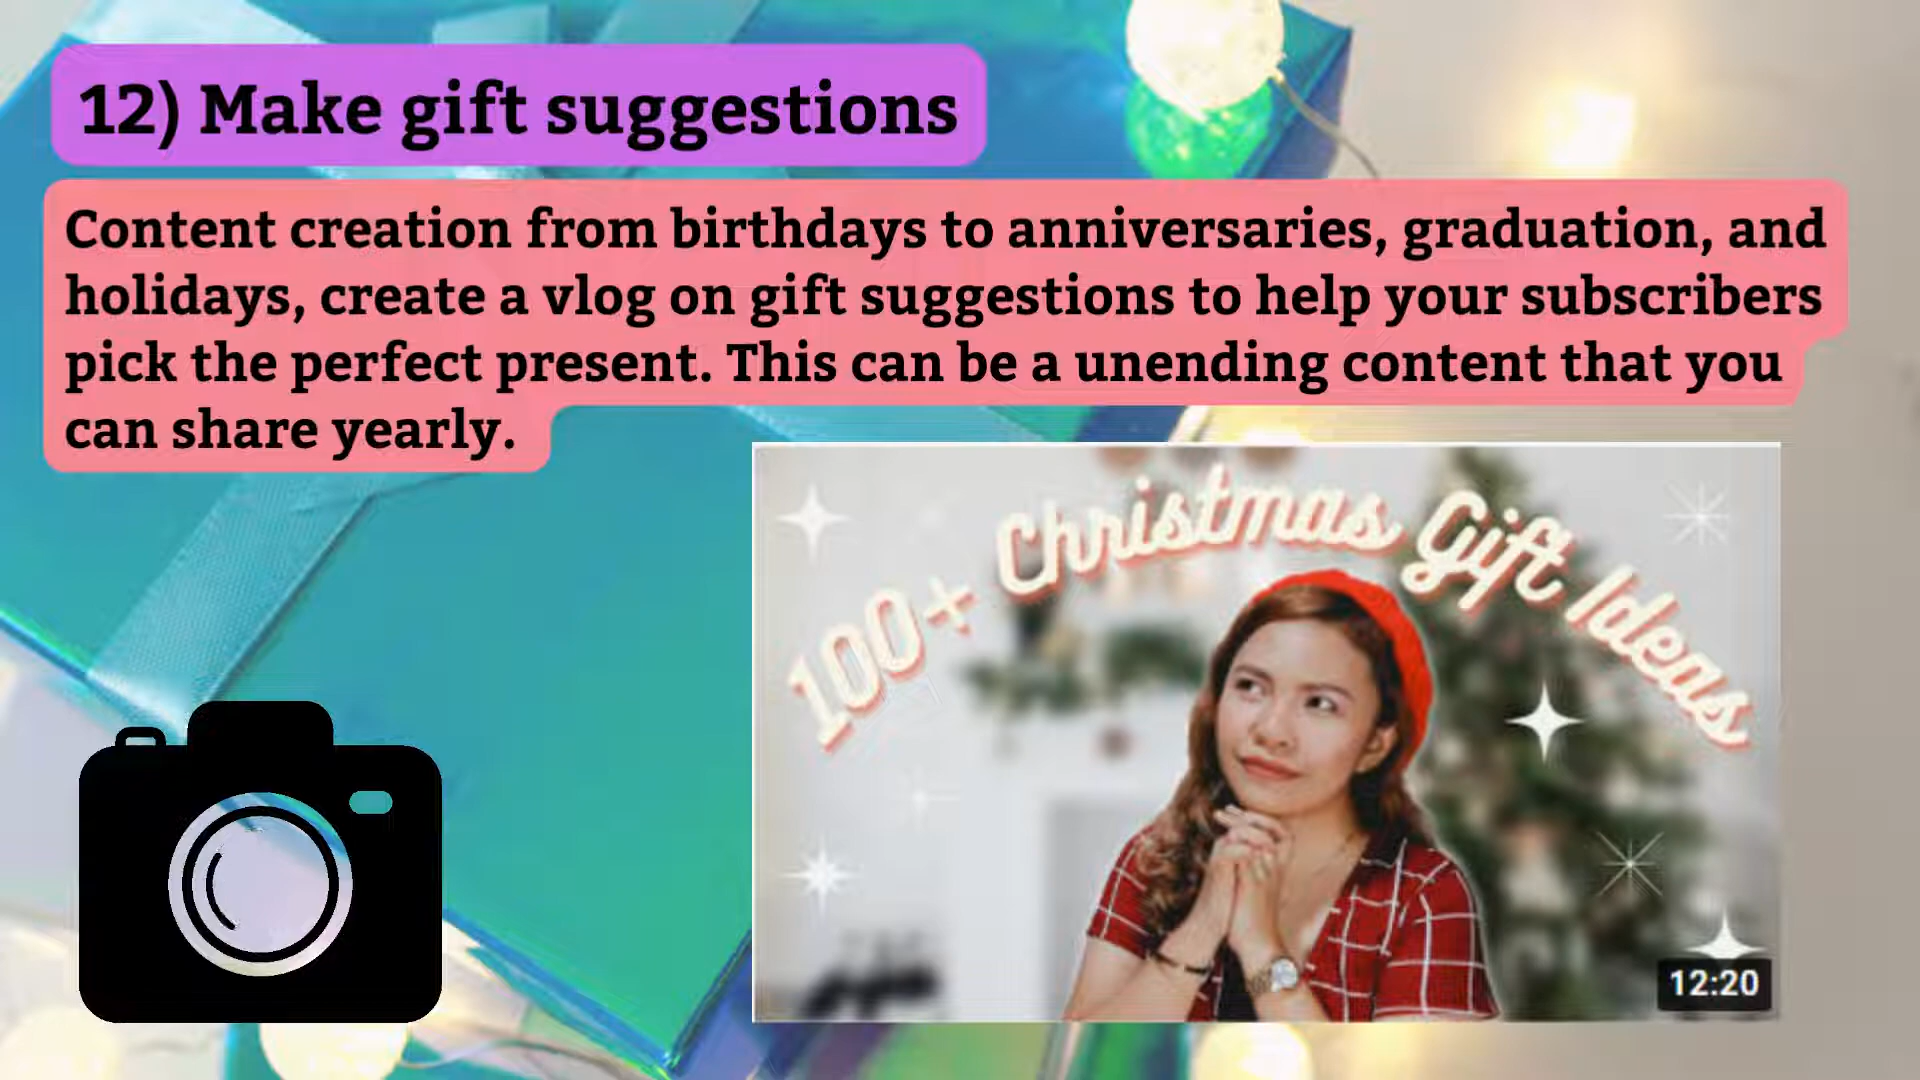 12) Make gift suggestions
Content creation from birthdays to anniversaries, graduation, and
holidays, create a vlog on gift suggestions to help your subscribers
pick the perfect present. This can be a unending content that you
can share yearly.
100+ Christmas Gift Ideas
12:20